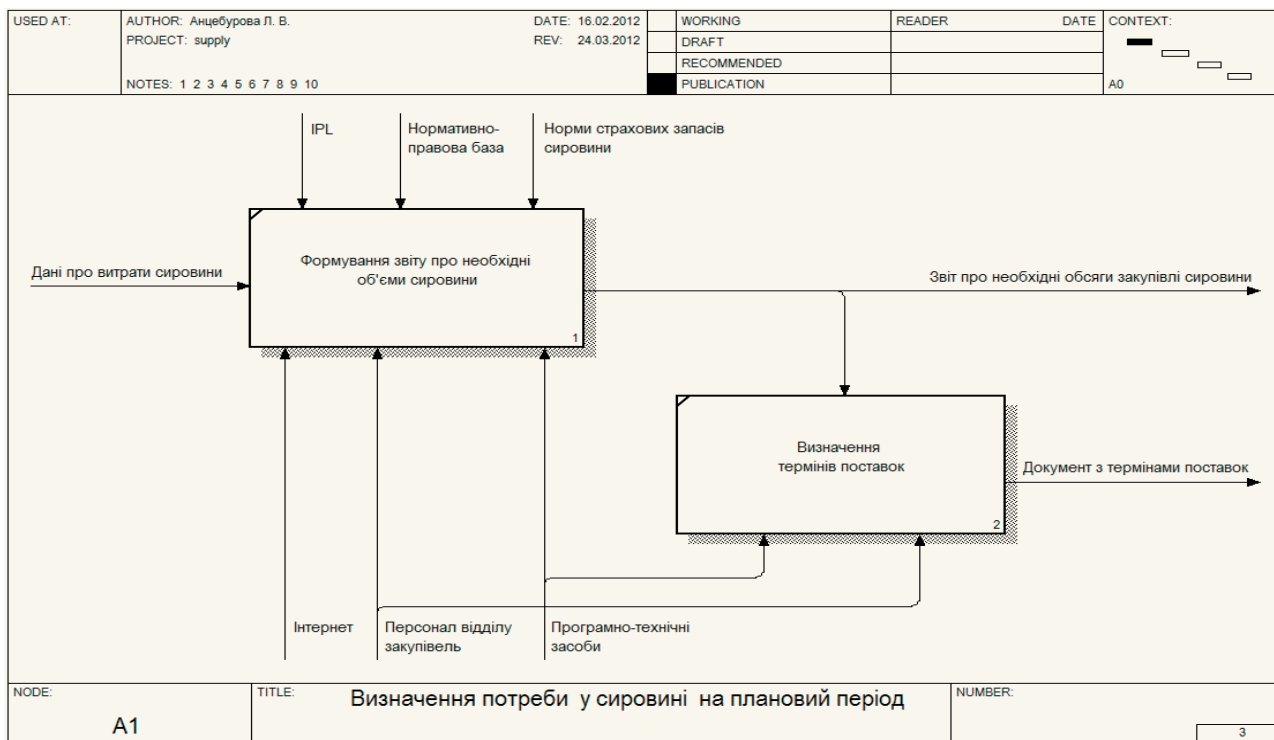 USED AT:
AUTHOR: Анцебурова Л. В.
DATE: 16.02.2012
WORKING
READER
DATE
CONTEXT:
PROJECT: supply
REV: 24.03.2012
DRAFT
RECOMMENDED
NOTES: 1 2 3 4 5 6 7 8 9 10
PUBLICATION
A0
IPL
Нормативно-
правова база
Норми страхових запасів
сировини
Дані про витрати сировини
Формування звіту про необхідні
об'єми сировини
1
Звіт про необхідні обсяги закупівлі сировини
Визначення
термінів поставок
2
Документ з термінами поставок
Інтернет
Персонал відділу
закупівель
Програмно-технічні
засоби
NODE:
A1
TITLE:
Визначення потреби у сировині на плановий період
NUMBER:
3